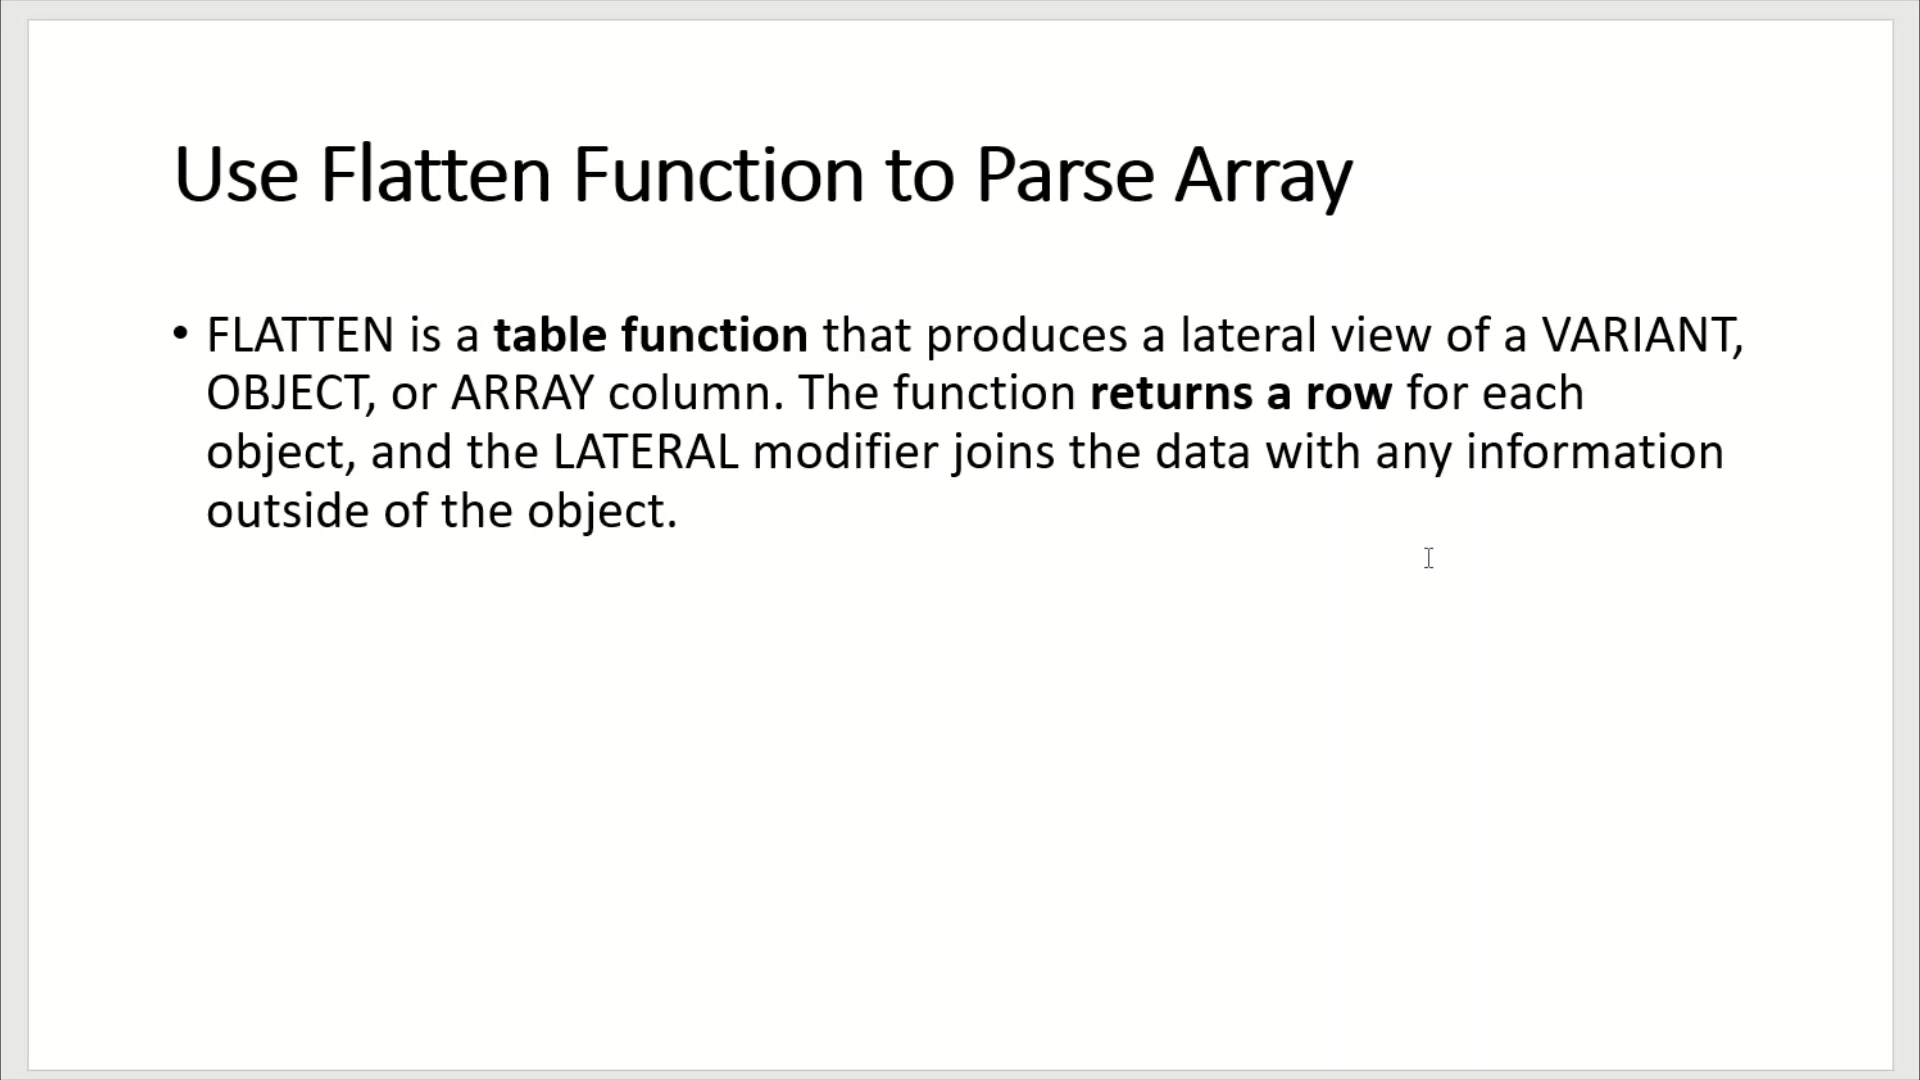 Use Flatten Function to Parse Array
• FLATTEN is a table function that produces a lateral view of a VARIANT,
OBJECT, or ARRAY column. The function returns a row for each
object, and the LATERAL modifier joins the data with any information
outside of the object.